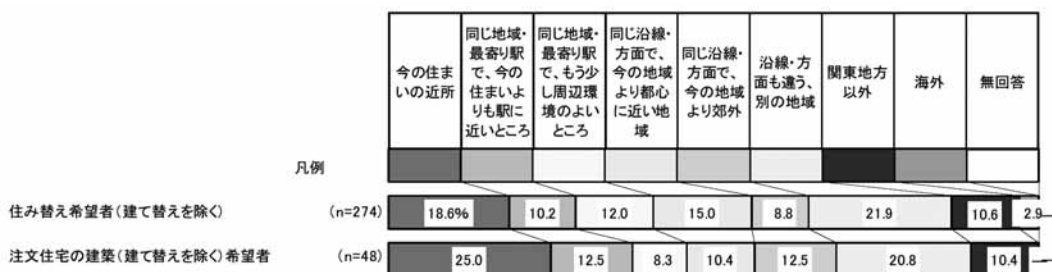 今の住ま
いの近所
同じ地域・
最寄り駅
で、今の
住まいよ
りも駅に
近いところ
同じ地域・
最寄り駅
で、もう少
し周辺環
境のよい
ところ
同じ沿線・
方面で、
今の地域
より都心
に近い地
域
同じ沿線・
方面で、
今の地域
より郊外
沿線・方
面も違う、
別の地域
関東地方
以外
海外
無回答
凡例
住み替え希望者(建て替えを除く) (n=274) 18.6% 10.2 12.0 15.0 8.8 21.9 10.6 2.9
注文住宅の建築(建て替えを除く)希望者 (n=48) 25.0 12.5 8.3 10.4 12.5 20.8 10.4